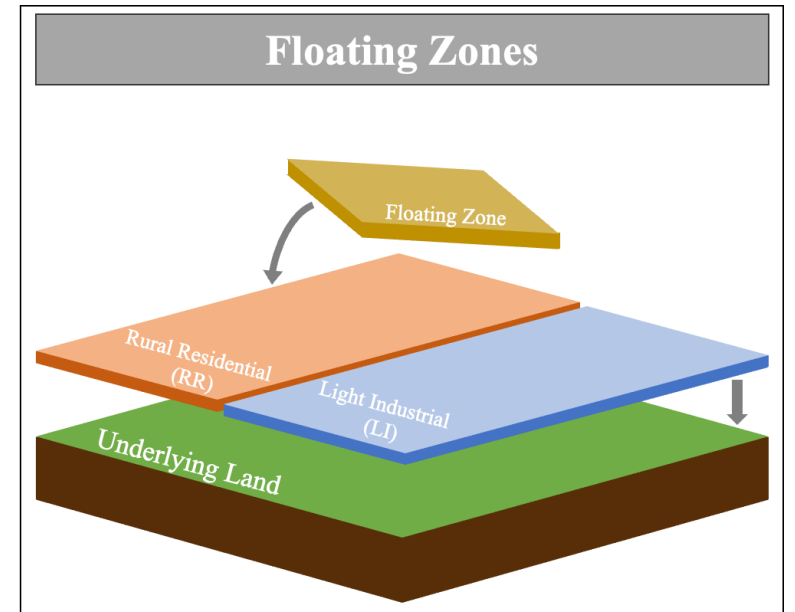 Floating Zones
Floating Zone
Rural Residential
(RR)
Light Industrial
(LI)
Underlying Land